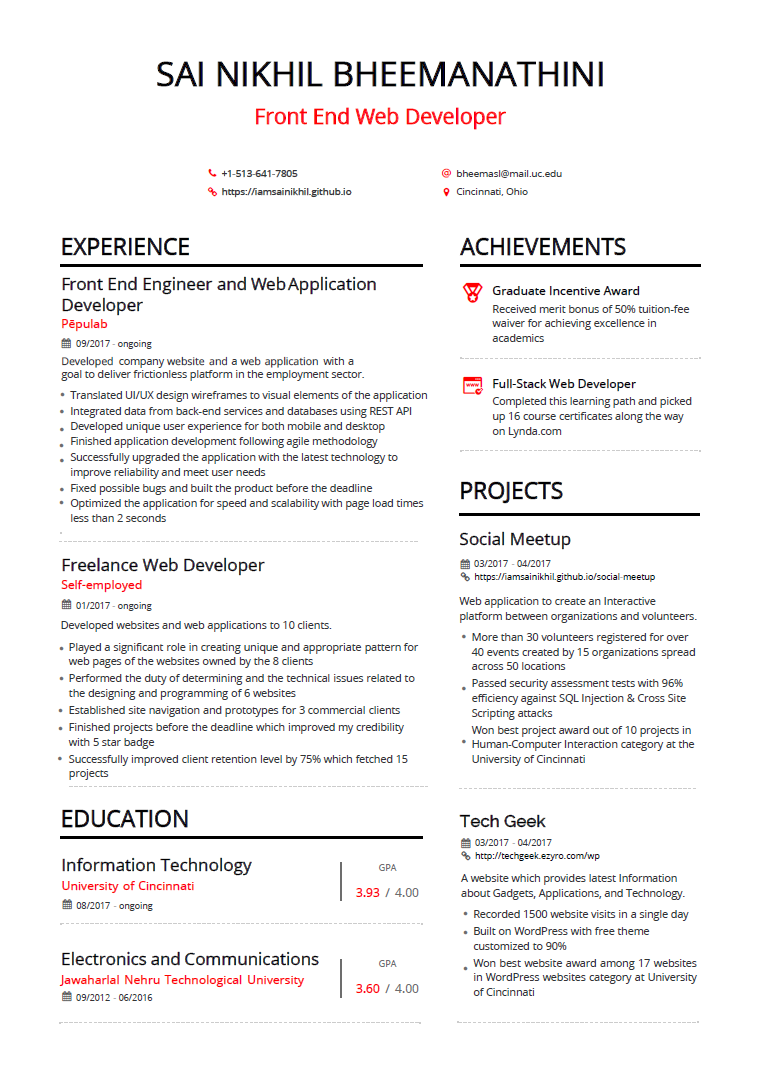 SAI NIKHIL BHEEMANATHINI
Front End Web Developer
+1-513-641-7805
bheemasl@mail.uc.edu
https://iamsainikhil.github.io
Cincinnati, Ohio
EXPERIENCE
Front End Engineer and Web Application
Developer
Pēpulab
09/2017 - ongoing
Developed company website and a web application with a
goal to deliver frictionless platform in the employment sector.
• Translated UI/UX design wireframes to visual elements of the application
• Integrated data from back-end services and databases using REST API
• Developed unique user experience for both mobile and desktop
• Finished application development following agile methodology
• Successfully upgraded the application with the latest technology to
improve reliability and meet user needs
• Fixed possible bugs and built the product before the deadline
• Optimized the application for speed and scalability with page load times
less than 2 seconds
Freelance Web Developer
Self-employed
01/2017 - ongoing
Developed websites and web applications to 10 clients.
• Played a significant role in creating unique and appropriate pattern for
web pages of the websites owned by the 8 clients
• Performed the duty of determining and the technical issues related to
the designing and programming of 6 websites
• Established site navigation and prototypes for 3 commercial clients
• Finished projects before the deadline which improved my credibility
with 5 star badge
• Successfully improved client retention level by 75% which fetched 15
projects
EDUCATION
Information Technology
University of Cincinnati
08/2017 - ongoing
GPA
3.93 / 4.00
Electronics and Communications
Jawaharlal Nehru Technological University
09/2012 - 06/2016
GPA
3.60 / 4.00
ACHIEVEMENTS
Graduate Incentive Award
Received merit bonus of 50% tuition-fee
waiver for achieving excellence in
academics
WWW
Full-Stack Web Developer
Completed this learning path and picked
up 16 course certificates along the way
on Lynda.com
PROJECTS
Social Meetup
03/2017 - 04/2017
https://iamsainikhil.github.io/social-meetup
Web application to create an Interactive
platform between organizations and volunteers.
• More than 30 volunteers registered for over
40 events created by 15 organizations spread
across 50 locations
• Passed security assessment tests with 96%
efficiency against SQL Injection & Cross Site
Scripting attacks
Won best project award out of 10 projects in
• Human-Computer Interaction category at the
University of Cincinnati
Tech Geek
03/2017 - 04/2017
http://techgeek.ezyro.com/wp
A website which provides latest Information
about Gadgets, Applications, and Technology.
• Recorded 1500 website visits in a single day
• Built on WordPress with free theme
customized to 90%
• Won best website award among 17 websites
in WordPress websites category at University
of Cincinnati